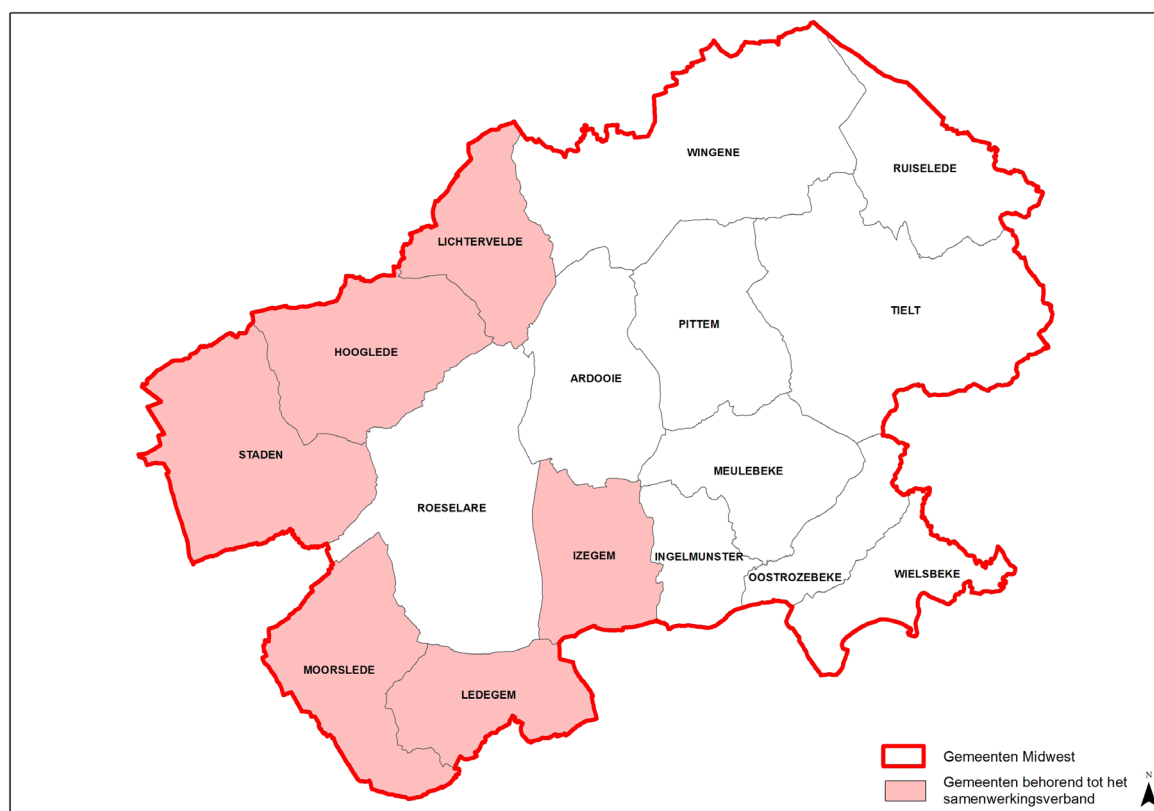 WINGENE
RUISELEDE
LICHTERVELDE
TIELT
PITTEM
HOOGLEDE
ARDOOIE
STADEN
MEULEBEKE
ROESELARE
IZEGEM
INGELMUNSTER
OOSTROZEBEKE
WIELSBEKE
MOORSLEDE
LEDEGEM
Gemeenten Midwest
Gemeenten behorend tot het
samenwerkingsverband
N